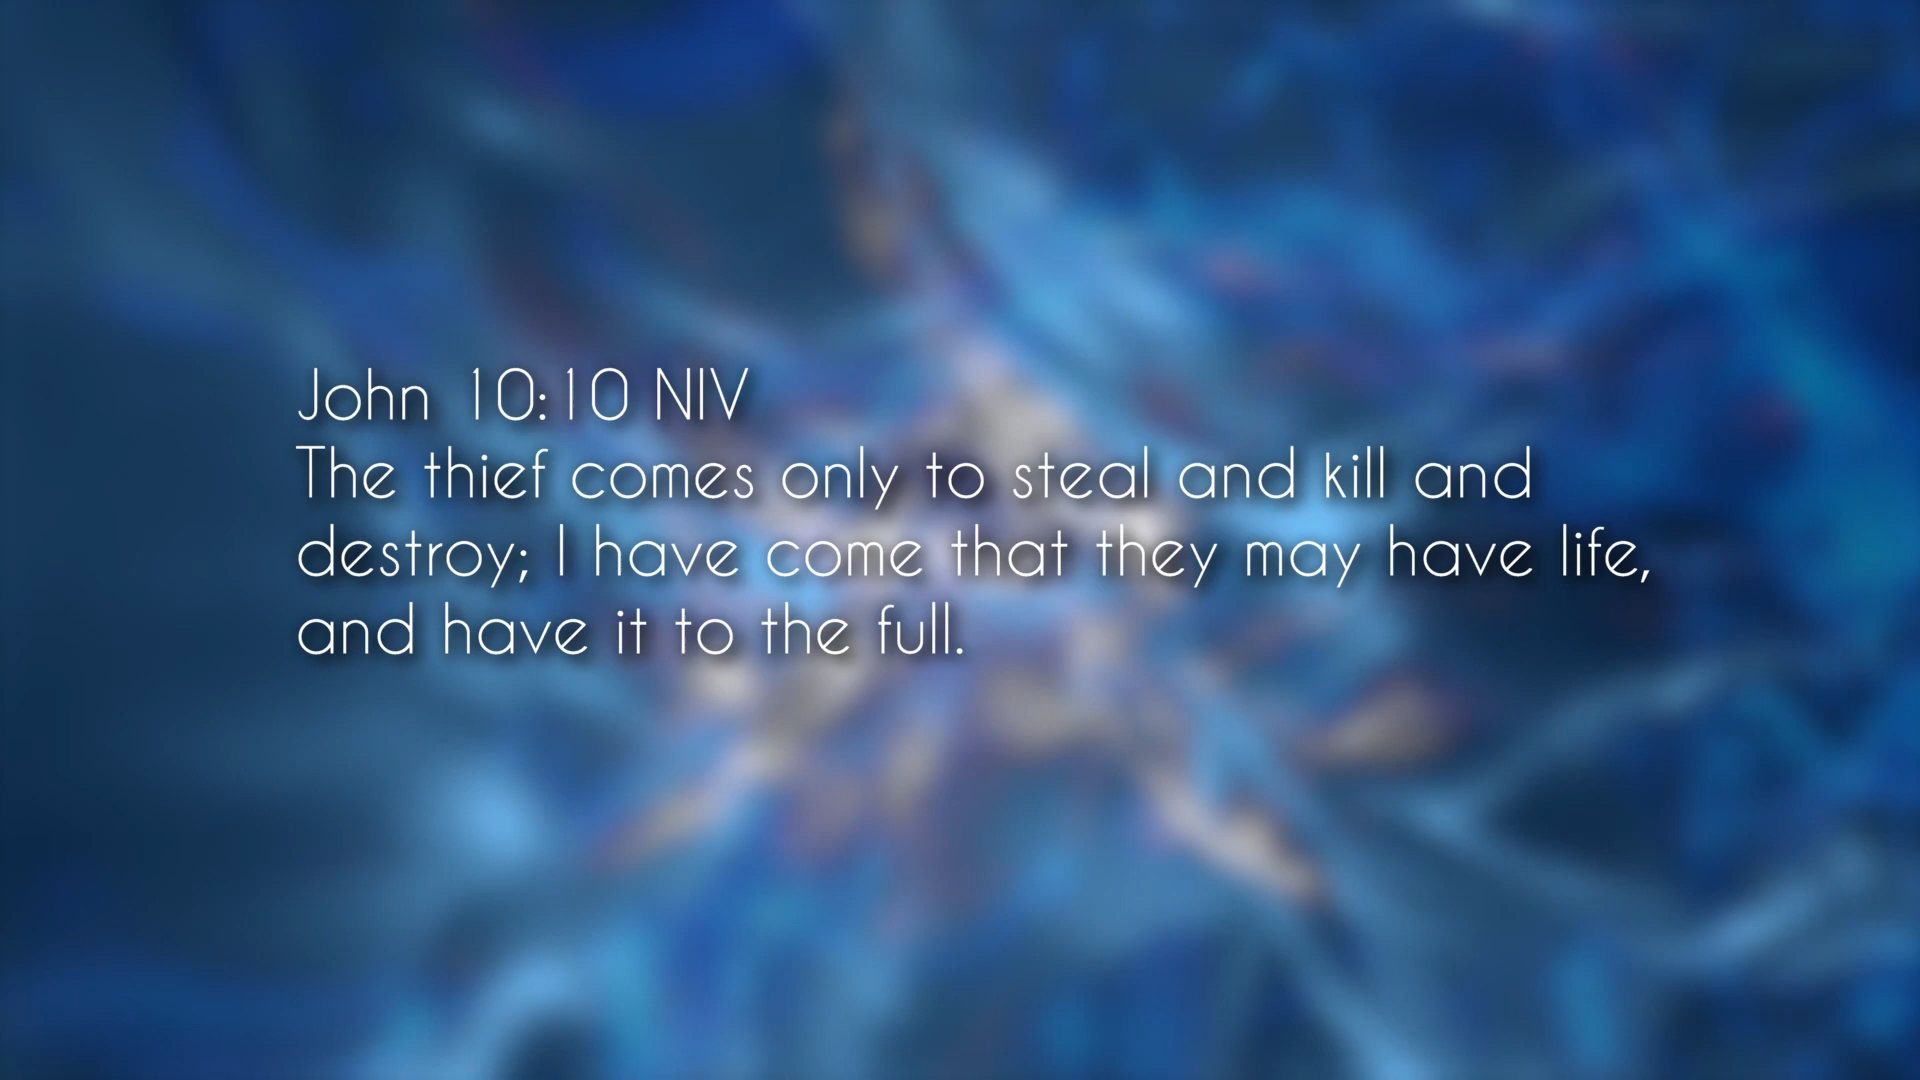 John 10:10 NIV
The thief comes only to steal and kill and
destroy; I have come that they may have life,
and have it to the full.